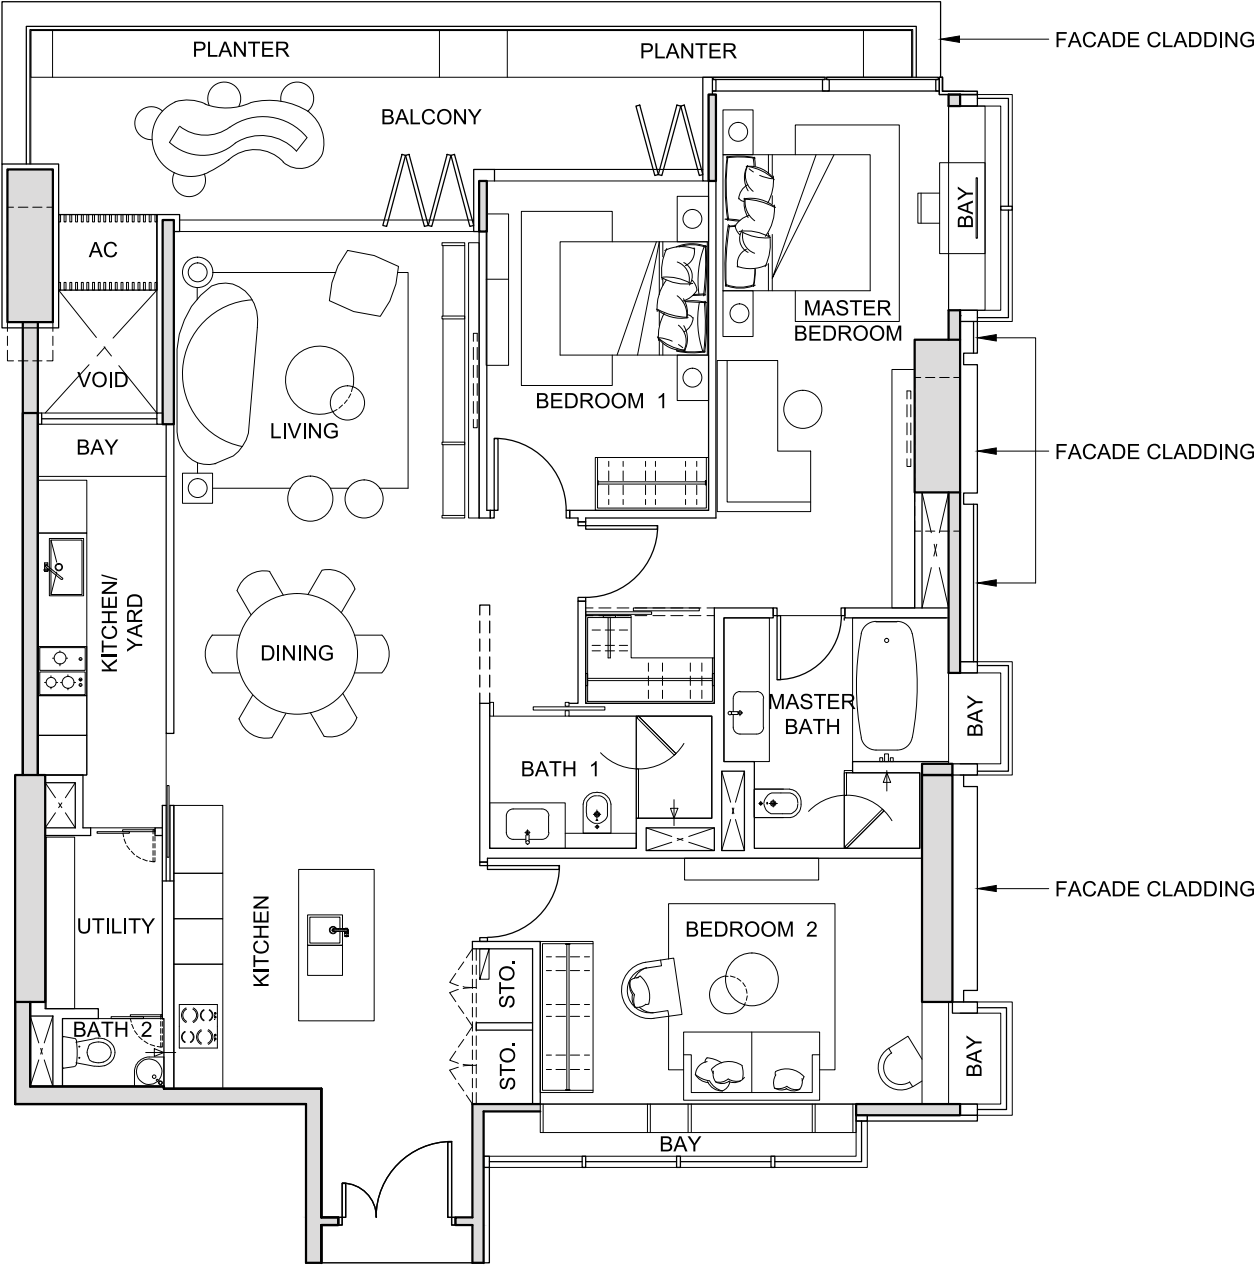 PLANTER
PLANTER
FACADE CLADDING
BALCONY
BAY
AC
MASTER
BEDROOM
VOID
BEDROOM 1
LIVING
BAY
FACADE CLADDING
KITCHEN/
YARD
DINING
MASTER
BATH
BAY
BATH 1
FACADE CLADDING
UTILITY
KITCHEN
BEDROOM 2
STO.
BATH 2
STO.
BAY
BAY